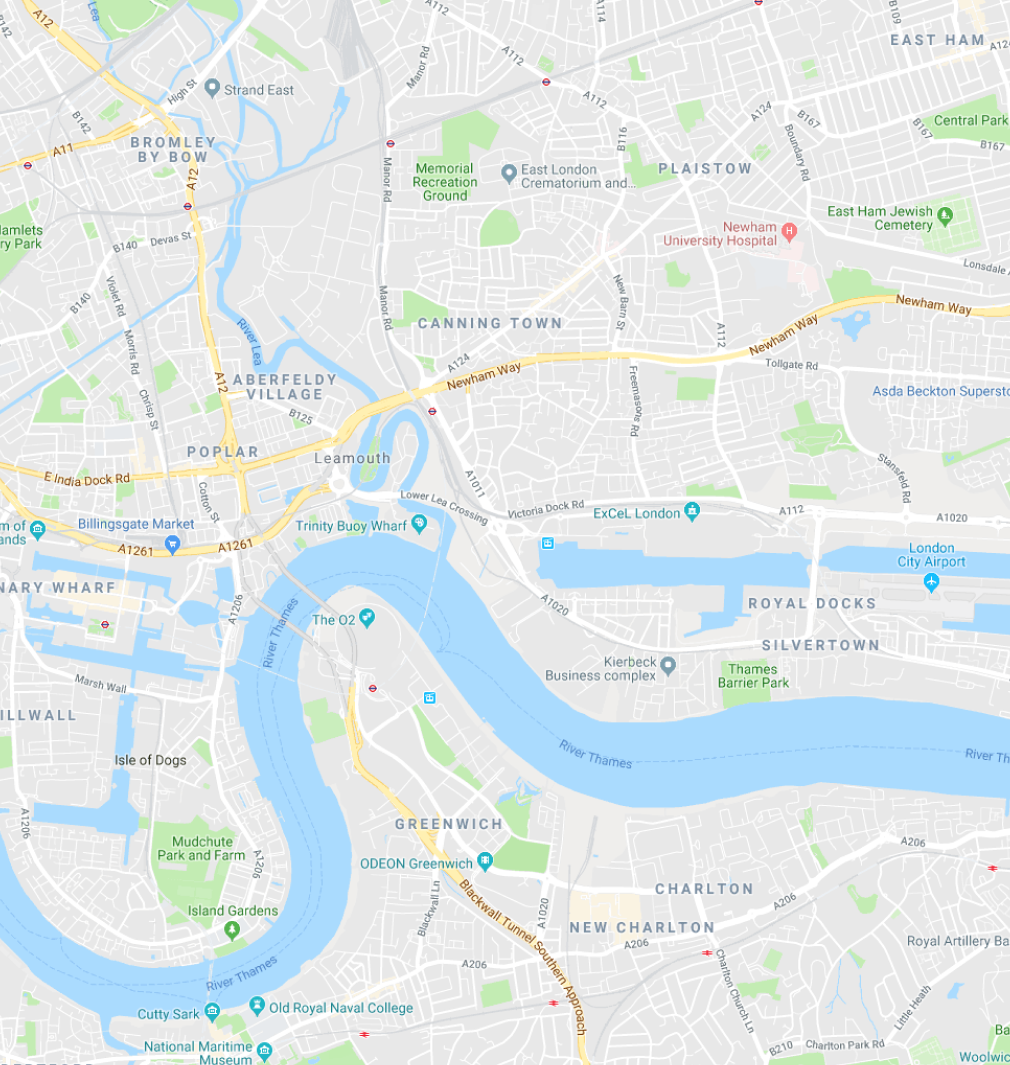 A12
Lea
B142
A112
A114
B109
EAST HAM
Manor Rd
A112
High St
Strand East
A112
A124
B167
B167
Central Park
B142
B116
B167
A11
BROMLEY
BY BOW
A12
Manor Rd
Memorial
Recreation
Ground
East London
Crematorium and...
PLAISTOW
Boundary Rd
East Ham Jewish
Cemetery
Newham
University Hospital
amlets
ry Park
B140
Devas St
Lonsdale A
Violet Rd
B140
Manor Rd
New Barn St
Newham Way
CANNING TOWN
Newham Way
A112
River Lea
Morris Rd
A124
Newham Way
Tollgate Rd
A12
ABERFELDY
VILLAGE
Freemasons Rd
Asda Beckton Supersto
Chrisp St
B125
POPLAR
Leamouth
E India Dock Rd
Cotton St
A1011
Stansfeld Rd
Lower Lea Crossing
Victoria Dock Rd
ExCeL London
A112
A1020
m of
ands
Billingsgate Market
Trinity Buoy Wharf
A1261
A1261
London
City Airport
NARY WHARF
A1206
River Thames
The O2
A1020
ROYAL DOCKS
SILVERTOWN
Kierbeck
Business complex
Thames
Barrier Park
Marsh Wall
ILLWALL
Isle of Dogs
River Thames
River Th
A1206
GREENWICH
Mudchute
Park and Farm
A1206
ODEON Greenwich
A206
CHARLTON
A206
Blackwall Ln
Blackwall Tunnel Southern Approach
A1020
Island Gardens
NEW CHARLTON
A206
Royal Artillery Ba
A206
River Thames
Charlton Church Ln
Cutty Sark
Old Royal Naval College
Little Heath
National Maritime
Museum
B210
Charlton Park Rd
Ba
Woolwic